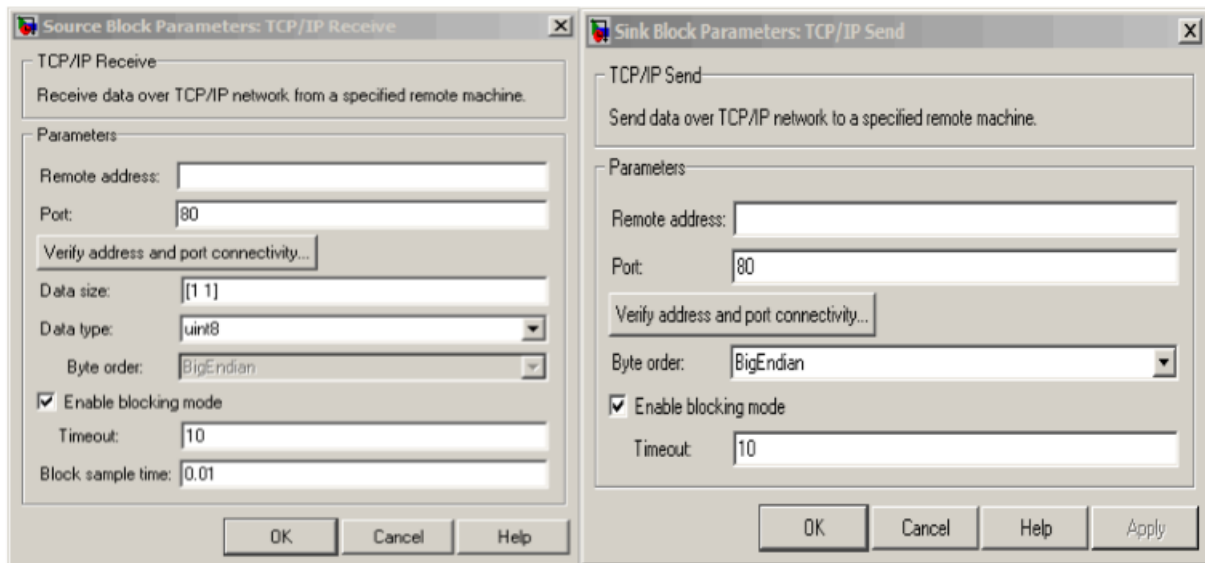 Source Block Parameters: TCP/IP Receive
TCP/IP Receive
Receive data over TCP/IP network from a specified remote machine.
Parameters
Remote address:
Port: 80
Verify address and port connectivity...
Data size: [1 1]
Data type: uint8
Byte order: BigEndian
Enable blocking mode
Timeout: 10
Block sample time: 0.01
OK Cancel Help
Sink Block Parameters: TCP/IP Send
TCP/IP Send
Send data over TCP/IP network to a specified remote machine.
Parameters
Remote address:
Port: 80
Verify address and port connectivity...
Byte order: BigEndian
Enable blocking mode
Timeout: 10
OK Cancel Help Apply